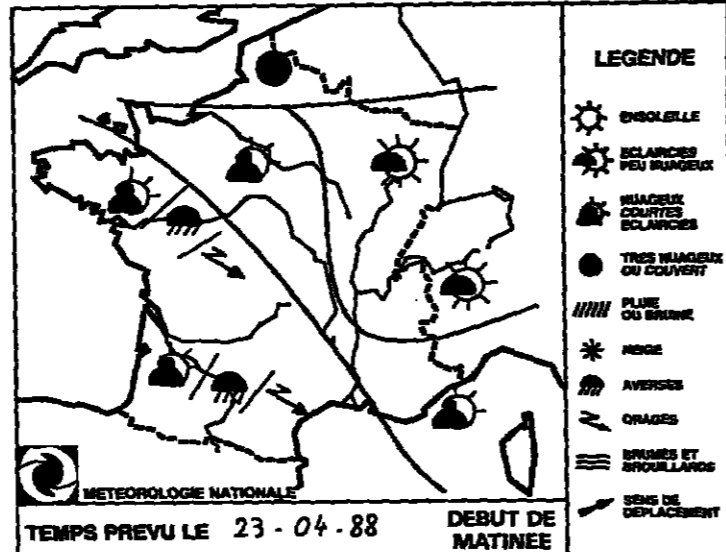 LEGENDE
ENSOLEILLE
ECLAIRCIES
PEU NUAGEUX
NUAGEUX
COURTES
ECLAIRCIES
TRES NUAGEUX
OU COUVERT
PLUIE
OU BRUINE
NEIGE
AVERSES
ORAGES
BRUMES ET
BROUILLARDS
SENS DE
DEPLACEMENT
METEOROLOGIE NATIONALE
TEMPS PREVU LE 23 - 04 - 88
DEBUT DE
MATINEE